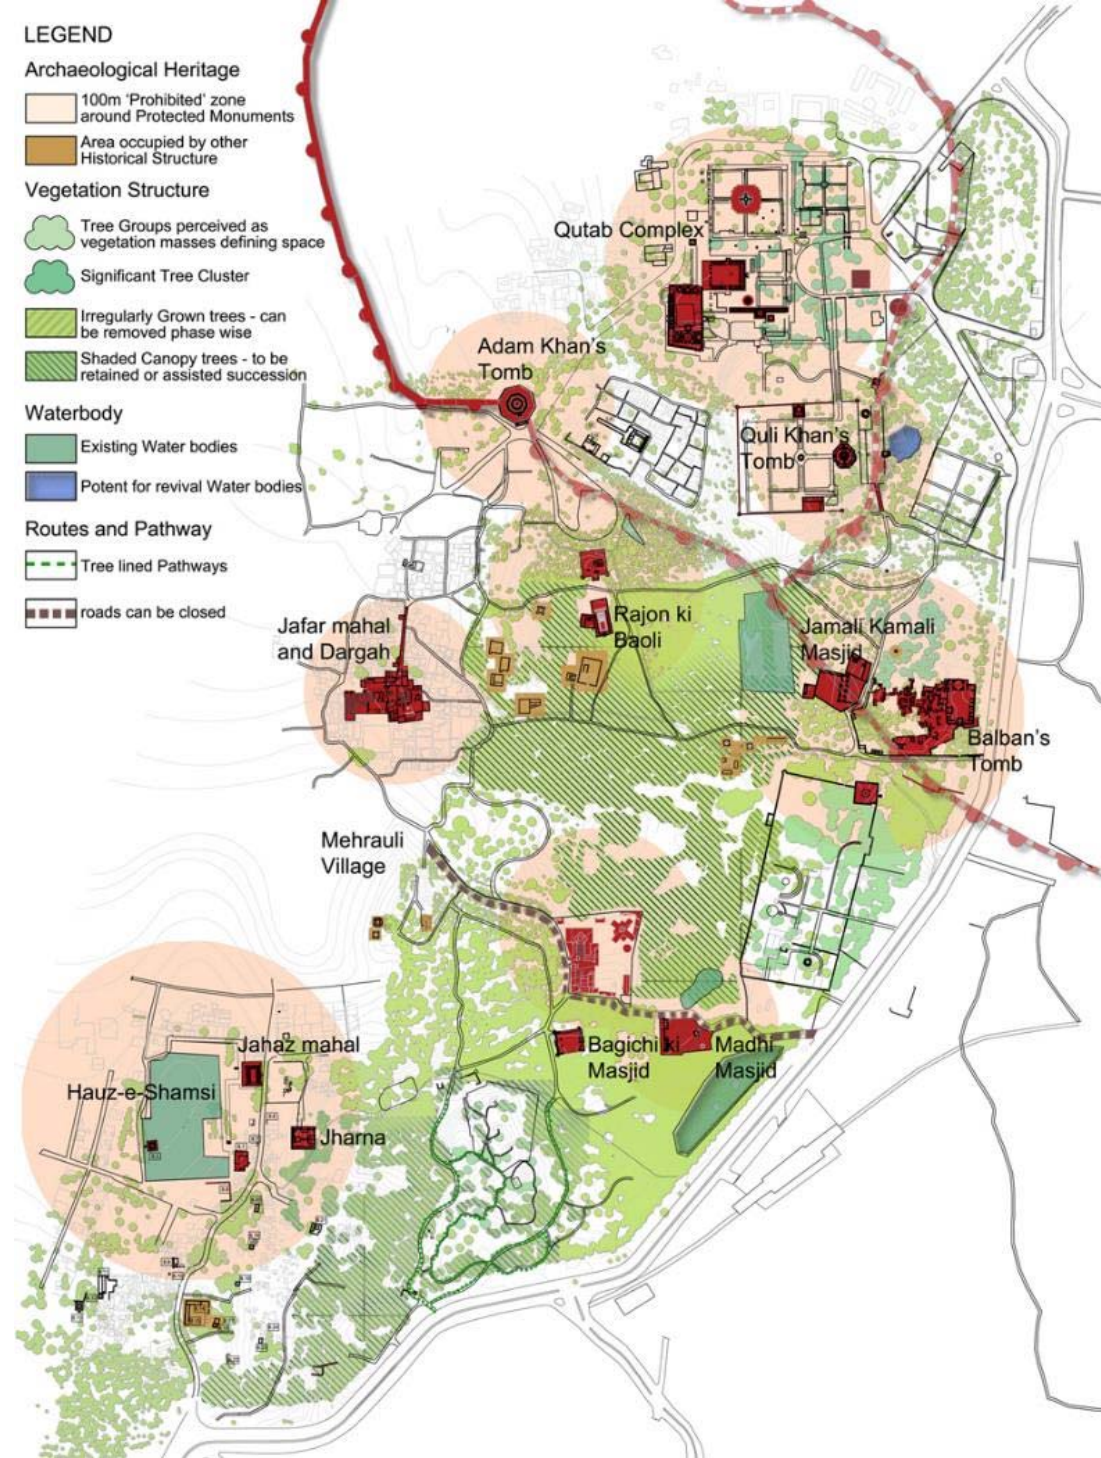 LEGEND
Archaeological Heritage
100m 'Prohibited' zone
around Protected Monuments
Area occupied by other
Historical Structure
Vegetation Structure
Tree Groups perceived as
vegetation masses defining space
Significant Tree Cluster
Irregularly Grown trees - can
be removed phase wise
Shaded Canopy trees - to be
retained or assisted succession
Waterbody
Existing Water bodies
Potent for revival Water bodies
Routes and Pathway
Tree lined Pathways
roads can be closed
Qutab Complex
Adam Khan's
Tomb
Quli Khan's
Tomb
Rajon ki
Baoli
Jamali Kamali
Masjid
Jafar mahal
and Dargah
Balban's
Tomb
Mehrauli
Village
Jahaz mahal
Hauz-e-Shamsi
Jharna
Bagichi ki
Masjid
Madhi
Masjid